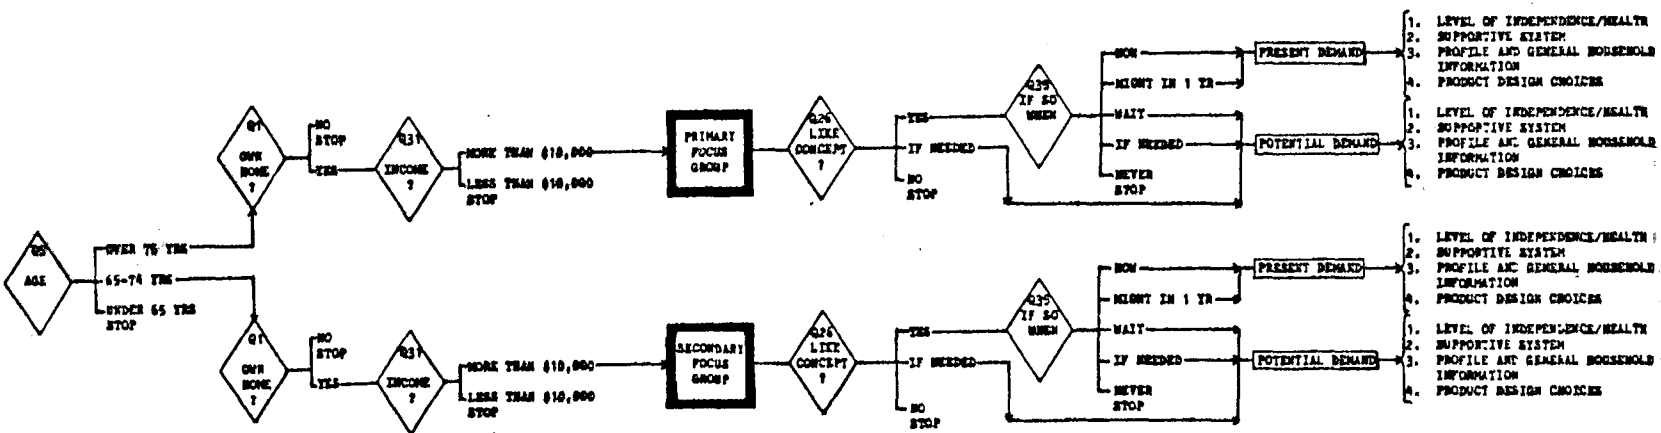 Q5
AGE
OVER 75 YRS
65-74 YRS
UNDER 65 YRS
STOP
Q1
OWN
HOME
?
NO
STOP
YES
Q31
INCOME
?
MORE THAN $10,000
LESS THAN $10,000
STOP
PRIMARY
FOCUS
GROUP
Q26
LIKE
CONCEPT
?
YES
IF NEEDED
NO
STOP
Q35
IF SO
WHEN
NOW
MIGHT IN 1 YR
WAIT
IF NEEDED
NEVER
STOP
PRESENT DEMAND
POTENTIAL DEMAND
1. LEVEL OF INDEPENDENCE/HEALTH
2. SUPPORTIVE SYSTEM
3. PROFILE AND GENERAL HOUSEHOLD
INFORMATION
4. PRODUCT DESIGN CHOICES
1. LEVEL OF INDEPENDENCE/HEALTH
2. SUPPORTIVE SYSTEM
3. PROFILE AND GENERAL HOUSEHOLD
INFORMATION
4. PRODUCT DESIGN CHOICES
Q1
OWN
HOME
?
NO
STOP
YES
Q31
INCOME
?
MORE THAN $10,000
LESS THAN $10,000
STOP
SECONDARY
FOCUS
GROUP
Q26
LIKE
CONCEPT
?
YES
IF NEEDED
NO
STOP
Q35
IF SO
WHEN
NOW
MIGHT IN 1 YR
WAIT
IF NEEDED
NEVER
STOP
PRESENT DEMAND
POTENTIAL DEMAND
1. LEVEL OF INDEPENDENCE/HEALTH
2. SUPPORTIVE SYSTEM
3. PROFILE AND GENERAL HOUSEHOLD
INFORMATION
4. PRODUCT DESIGN CHOICES
1. LEVEL OF INDEPENDENCE/HEALTH
2. SUPPORTIVE SYSTEM
3. PROFILE AND GENERAL HOUSEHOLD
INFORMATION
4. PRODUCT DESIGN CHOICES